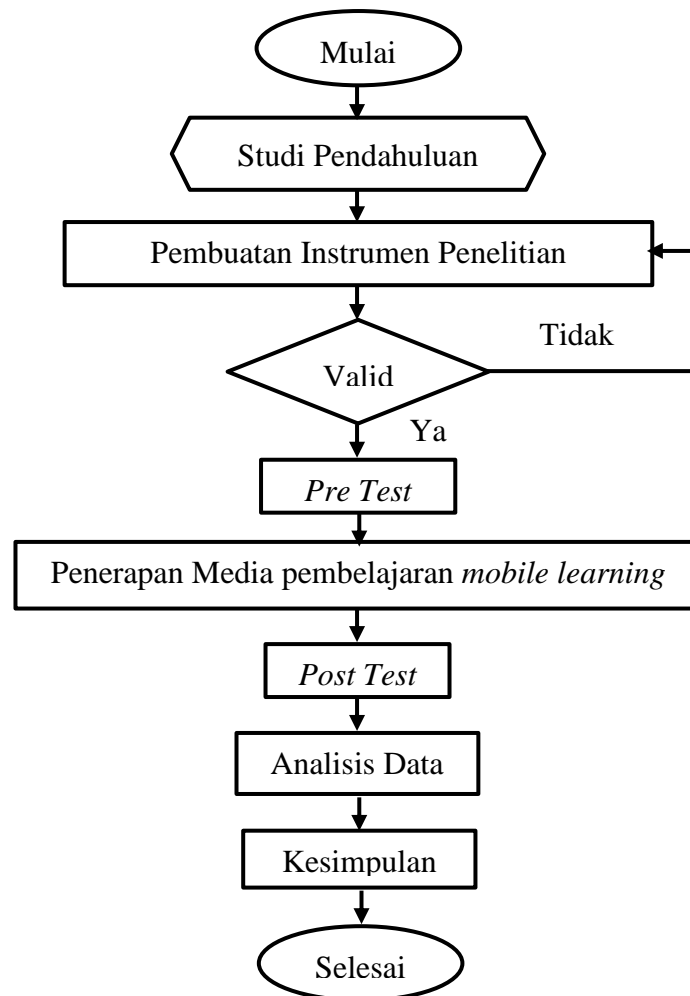 Mulai
Studi Pendahuluan
Pembuatan Instrumen Penelitian
Tidak
Valid
Ya
Pre Test
Penerapan Media pembelajaran mobile learning
Post Test
Analisis Data
Kesimpulan
Selesai